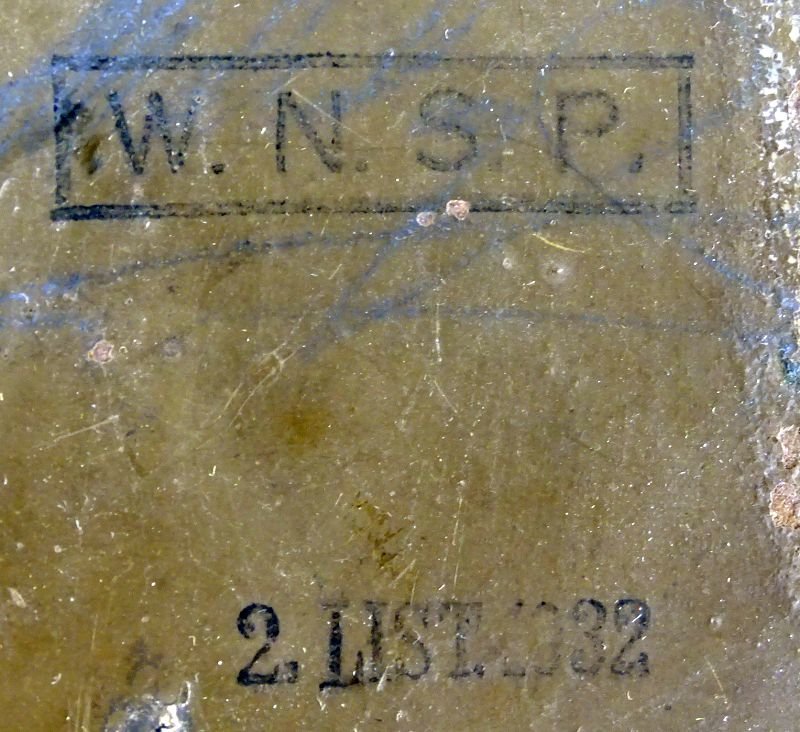 W. N. S. P.
2. LIST. 1932